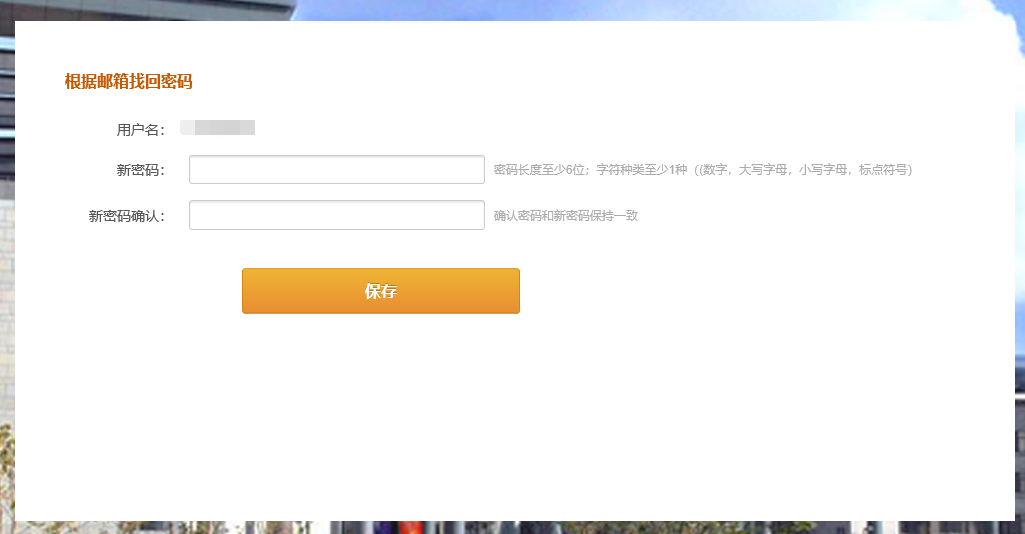 根据邮箱找回密码
用户名：
新密码： 密码长度至少6位；字符种类至少1种（(数字，大写字母，小写字母，标点符号）
新密码确认： 确认密码和新密码保持一致
保存